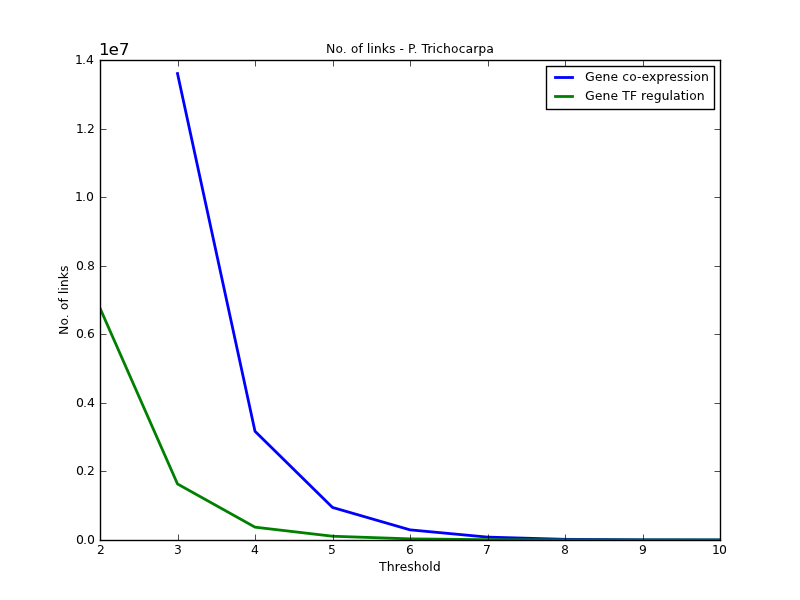 No. of links - P. Trichocarpa
1e7
1.4
1.2
1.0
0.8
0.6
0.4
0.2
0.0
No. of links
Gene co-expression
Gene TF regulation
2 3 4 5 6 7 8 9 10
Threshold